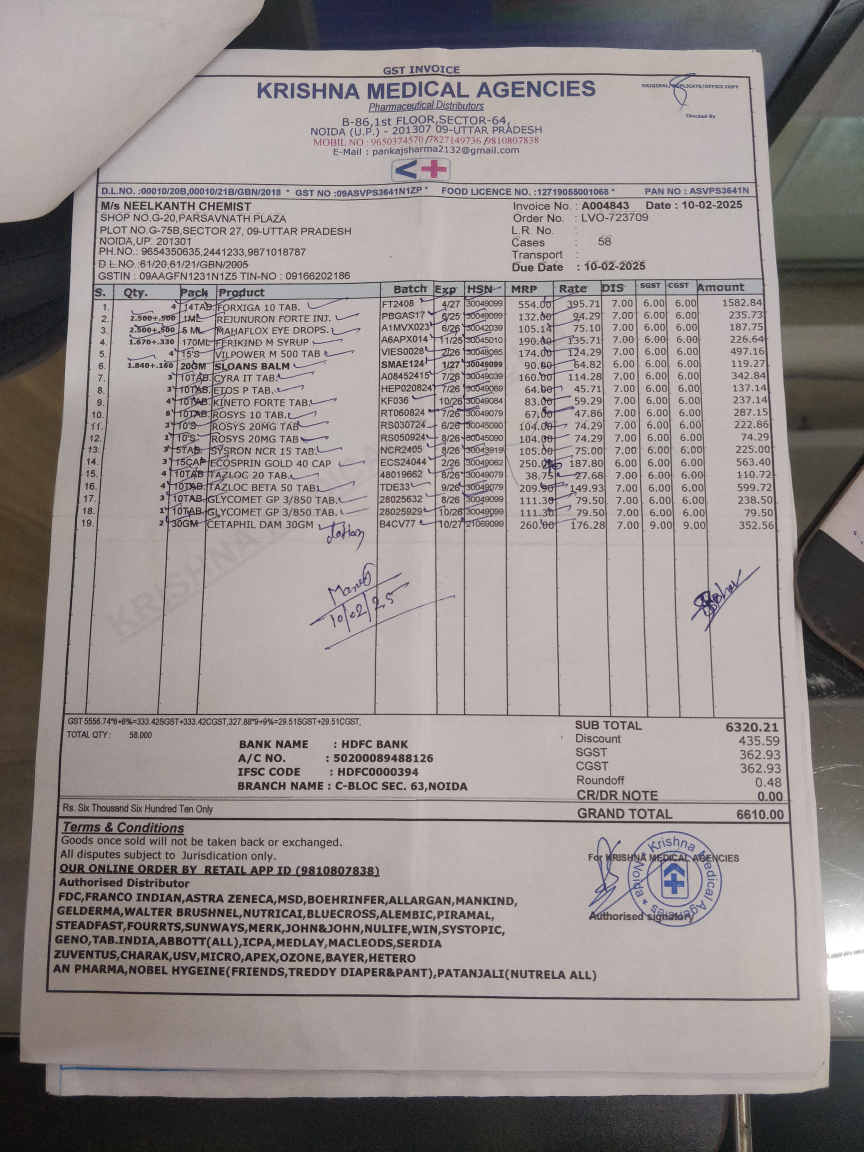 GST INVOICE
KRISHNA MEDICAL AGENCIES
ORIGINAL/DUPLICATE/OFFICE COPY
Pharmaceutical Distributors
Checked By
B-86,1st FLOOR,SECTOR-64,
NOIDA (U.P.) - 201307 09-UTTAR PRADESH
MOBIL NO : 9650374570 /7827149736 /9810807838
E-Mail : pankajsharma2132@gmail.com
D.L.NO. :00010/20B,00010/21B/GBN/2018 * GST NO :09ASVPS3641N1ZP * FOOD LICENCE NO. :12719055001068 * PAN NO : ASVPS3641N
M/s NEELKANTH CHEMIST
SHOP NO.G-20,PARSAVNATH PLAZA
PLOT NO.G-75B,SECTOR 27, 09-UTTAR PRADESH
NOIDA,UP. 201301
PH.NO.: 9654350635,2441233,9871018787
D.L.NO.:61/20,61/21/GBN/2005
GSTIN : 09AAGFN1231N1Z5 TIN-NO : 09166202186
Invoice No. : A004843 Date : 10-02-2025
Order No. : LVO-723709
L.R. No. :
Cases : 58
Transport :
Due Date : 10-02-2025
S. Qty. Pack Product Batch Exp HSN MRP Rate DIS SGST CGST Amount
1. 4 14TAB FORXIGA 10 TAB. FT2408 4/27 30049099 554.00 395.71 7.00 6.00 6.00 1582.84
2. 2.500+.500 1ML REJUNURON FORTE INJ. PBGAS17 8/25 30049099 132.00 94.29 7.00 6.00 6.00 235.73
3. 2.500+.500 5 ML MAHAFLOX EYE DROPS. A1MVX023 6/26 30042039 105.14 75.10 7.00 6.00 6.00 187.75
4. 1.670+.330 170ML FERIKIND M SYRUP A6APX014 11/25 30045010 190.00 135.71 7.00 6.00 6.00 226.64
5. 4 15'S VILPOWER M 500 TAB VIES0028 2/26 174.00 124.29 7.00 6.00 6.00 497.16
6. 1.840+.160 20GM SLOANS BALM SMAE124 1/27 30049099 90.00 64.82 7.00 6.00 6.00 119.27
7. 3 10TAB CYRA IT TAB. A08452415 7/26 30049039 160.00 114.28 7.00 6.00 6.00 342.84
8. 3 10TAB ETOS P TAB. HEP020824 7/26 30049069 64.00 45.71 7.00 6.00 6.00 137.14
9. 4 10TAB KINETO FORTE TAB. KF036 10/26 30049084 83.00 59.29 7.00 6.00 6.00 237.14
10. 6 10TAB ROSYS 10 TAB. RT060824 7/26 30049079 67.00 47.86 7.00 6.00 6.00 287.15
11. 3 10'S ROSYS 20MG TAB RS030724 6/26 30045090 104.00 74.29 7.00 6.00 6.00 222.86
12. 1 10'S ROSYS 20MG TAB RS050924 8/26 30045090 104.00 74.29 7.00 6.00 6.00 74.29
13. 3 5TAB SYSRON NCR 15 TAB. NCR2405 8/26 30043919 105.00 75.00 7.00 6.00 6.00 225.00
14. 3 15CAP ECOSPRIN GOLD 40 CAP ECS24044 2/26 30049062 250.00 187.80 6.00 6.00 6.00 563.40
15. 4 10TAB TAZLOC 20 TAB. 48019662 8/26 30049079 38.75 27.68 7.00 6.00 6.00 110.72
16. 4 10TAB TAZLOC BETA 50 TAB. TDE33 9/26 30049079 209.90 149.93 7.00 6.00 6.00 599.72
17. 3 10TAB GLYCOMET GP 3/850 TAB. 28025632 8/26 30049099 111.30 79.50 7.00 6.00 6.00 238.50
18. 1 10TAB GLYCOMET GP 3/850 TAB. 28025929 10/26 30049099 111.30 79.50 7.00 6.00 6.00 79.50
19. 2 30GM CETAPHIL DAM 30GM B4CV77 10/27 21069099 260.00 176.28 7.00 9.00 9.00 352.56
10/02/25
GST 5556.74*6+6%=333.42SGST+333.42CGST,327.88*9+9%=29.51SGST+29.51CGST,
TOTAL QTY : 58.000
BANK NAME : HDFC BANK
A/C NO. : 50200089488126
IFSC CODE : HDFC0000394
BRANCH NAME : C-BLOC SEC. 63,NOIDA
SUB TOTAL 6320.21
Discount 435.59
SGST 362.93
CGST 362.93
Roundoff 0.48
CR/DR NOTE 0.00
Rs. Six Thousand Six Hundred Ten Only
GRAND TOTAL 6610.00
Terms & Conditions
Goods once sold will not be taken back or exchanged.
All disputes subject to Jurisdication only.
OUR ONLINE ORDER BY RETAIL APP ID (9810807838)
Authorised Distributor
FDC,FRANCO INDIAN,ASTRA ZENECA,MSD,BOEHRINFER,ALLARGAN,MANKIND,
GELDERMA,WALTER BRUSHNEL,NUTRICAI,BLUECROSS,ALEMBIC,PIRAMAL,
STEADFAST,FOURRTS,SUNWAYS,MERK,JOHN&JOHN,NULIFE,WIN,SYSTOPIC,
GENO,TAB.INDIA,ABBOTT(ALL),ICPA,MEDLAY,MACLEODS,SERDIA
ZUVENTUS,CHARAK,USV,MICRO,APEX,OZONE,BAYER,HETERO
AN PHARMA,NOBEL HYGEINE(FRIENDS,TREDDY DIAPER&PANT),PATANJALI(NUTRELA ALL)
For KRISHNA MEDICAL AGENCIES
Krishna Medical Agencies * Noida *
Authorised signatory